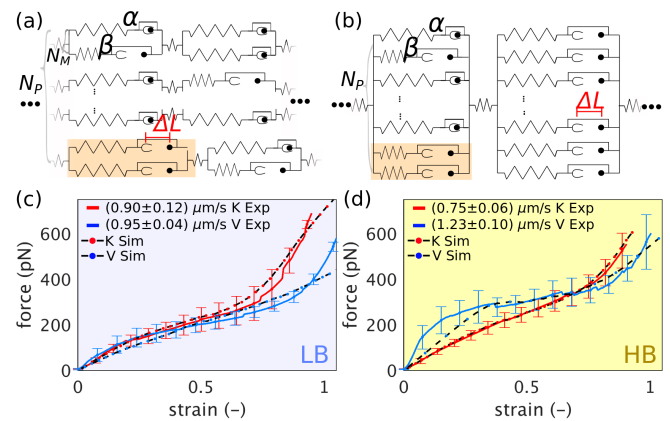 (a)
α
β
N_M
N_P
ΔL
(b)
α
β
N_P
ΔL
(c)
(0.90±0.12) μm/s K Exp
(0.95±0.04) μm/s V Exp
K Sim
V Sim
600
400
200
0
force (pN)
LB
0
0.5
1
strain (–)
(d)
(0.75±0.06) μm/s K Exp
(1.23±0.10) μm/s V Exp
K Sim
V Sim
600
400
200
0
force (pN)
HB
0
0.5
1
strain (–)